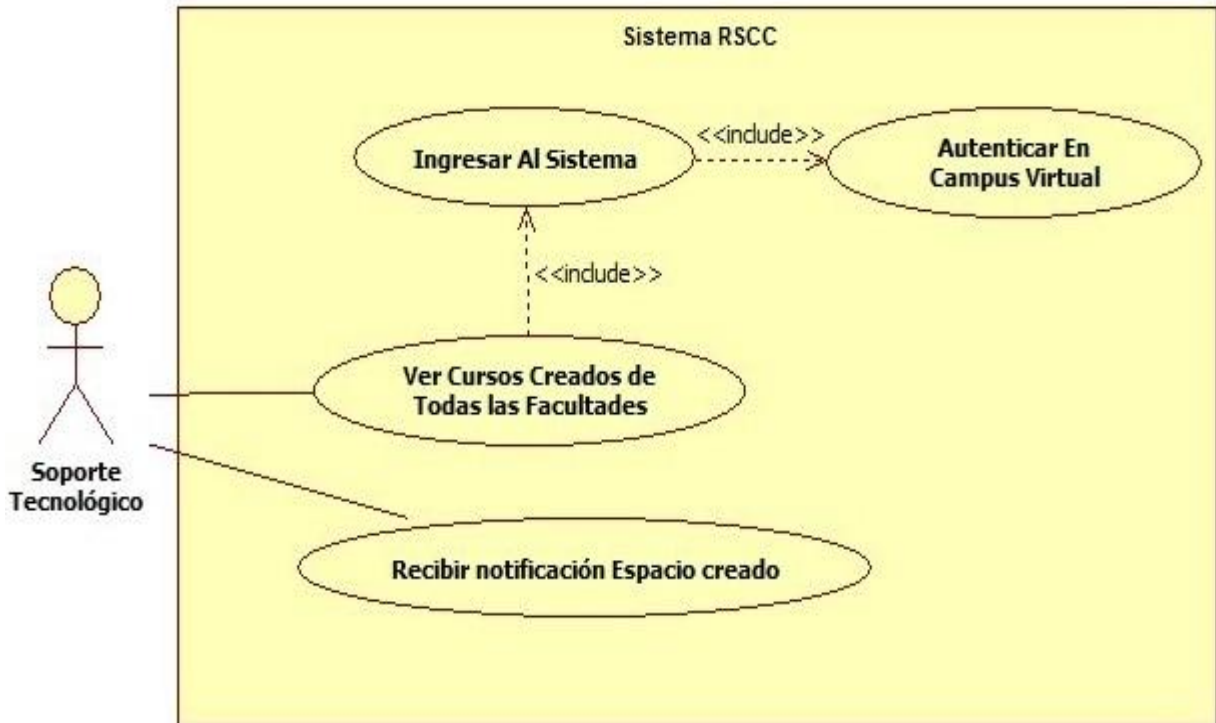 Sistema RSCC
Ingresar Al Sistema
<<include>>
Autenticar En
Campus Virtual
<<include>>
Ver Cursos Creados de
Todas las Facultades
Soporte
Tecnológico
Recibir notificación Espacio creado